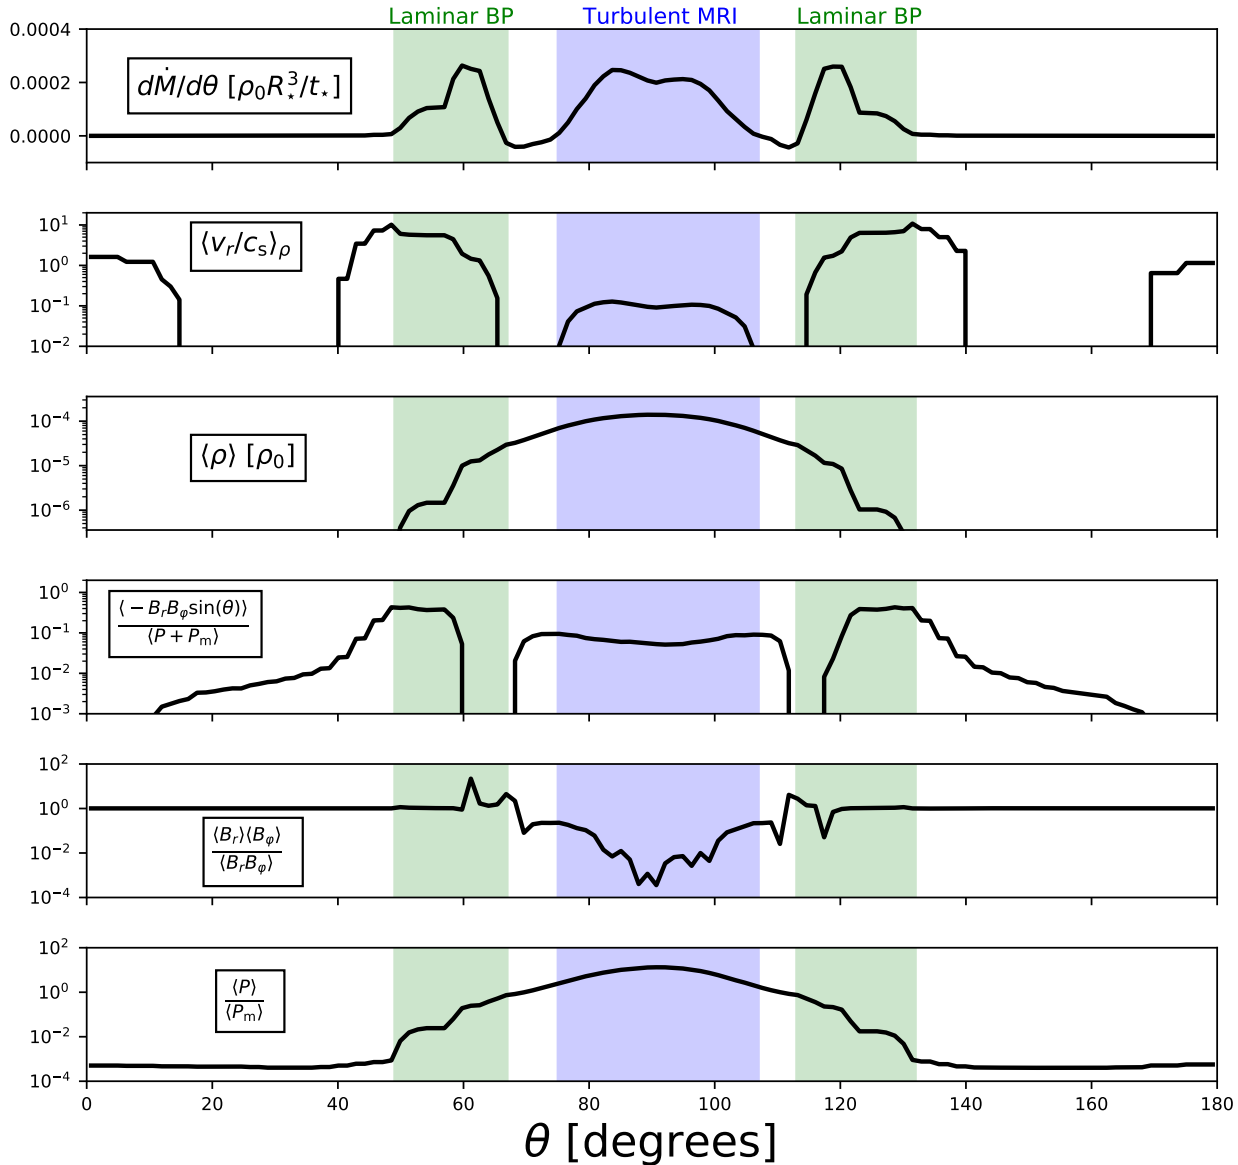 Laminar BP Turbulent MRI Laminar BP
0.0004
0.0002
0.0000
dṀ/dθ [ρ₀R⋆³/t⋆]
10¹
10⁰
10⁻¹
10⁻²
⟨vᵣ/cₛ⟩ρ
10⁻⁴
10⁻⁵
10⁻⁶
⟨ρ⟩ [ρ₀]
10⁰
10⁻¹
10⁻²
10⁻³
⟨−BᵣBᵩsin(θ)⟩
⟨P + Pₘ⟩
10²
10⁰
10⁻²
10⁻⁴
⟨Bᵣ⟩⟨Bᵩ⟩
⟨BᵣBᵩ⟩
10²
10⁰
10⁻²
10⁻⁴
⟨P⟩
⟨Pₘ⟩
0 20 40 60 80 100 120 140 160 180
θ [degrees]